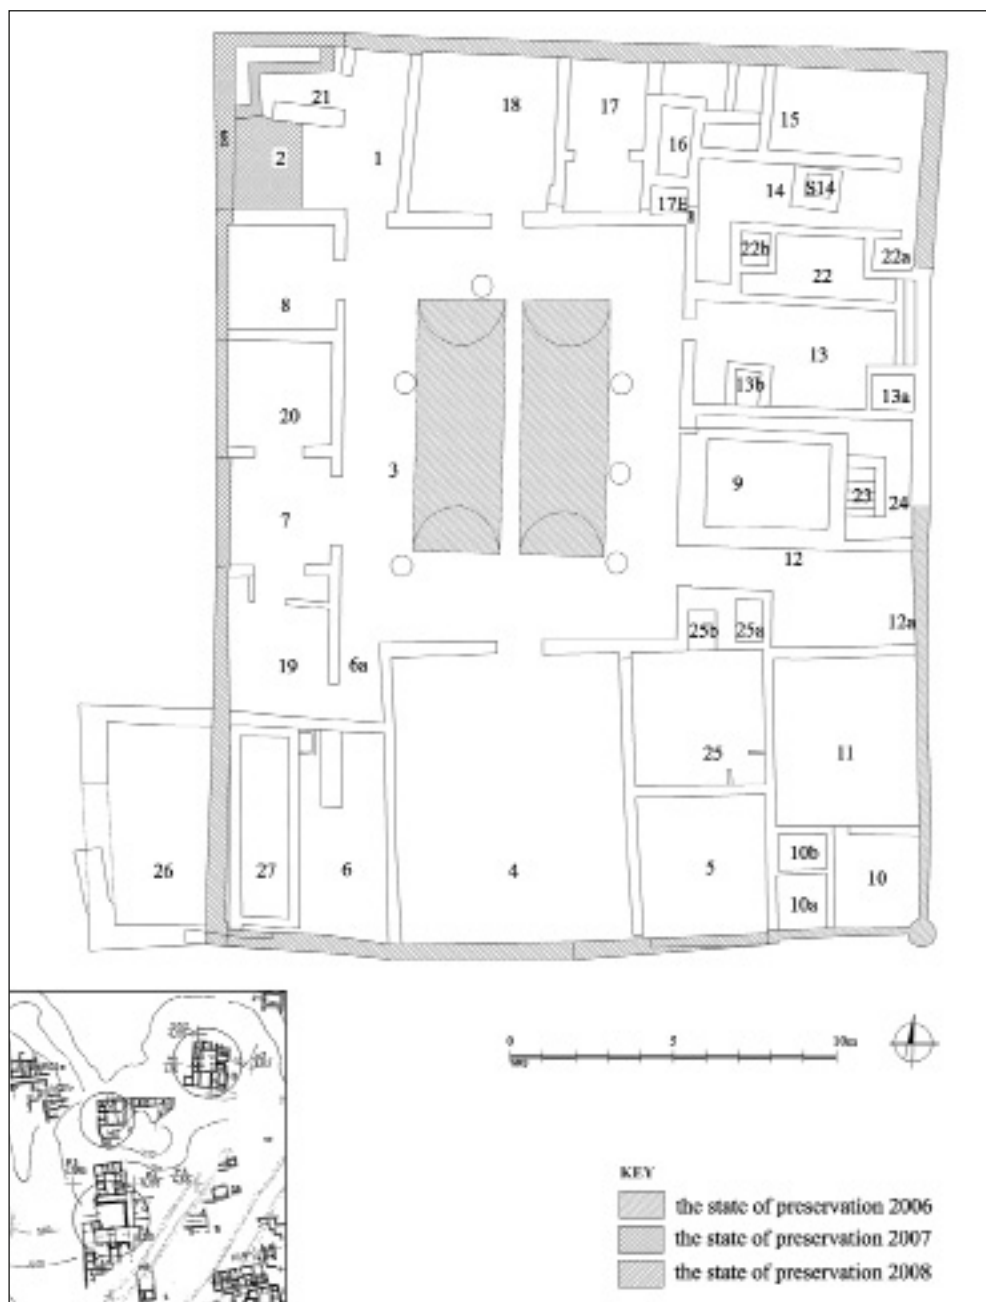 21
18
17
15
2
1
16
14
S14
17E
22b
22a
22
8
13
13b
13a
20
3
9
23
24
7
12
12a
25b
25a
19
6a
25
11
10b
26
27
6
4
5
10
10a
0 5 10m
KEY
the state of preservation 2006
the state of preservation 2007
the state of preservation 2008